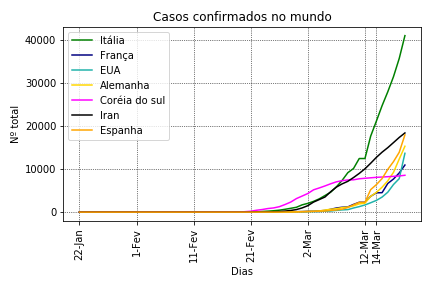 Casos confirmados no mundo
Nº total
40000
30000
20000
10000
0
Itália
França
EUA
Alemanha
Coréia do sul
Iran
Espanha
22-Jan
1-Fev
11-Fev
21-Fev
2-Mar
12-Mar
14-Mar
Dias